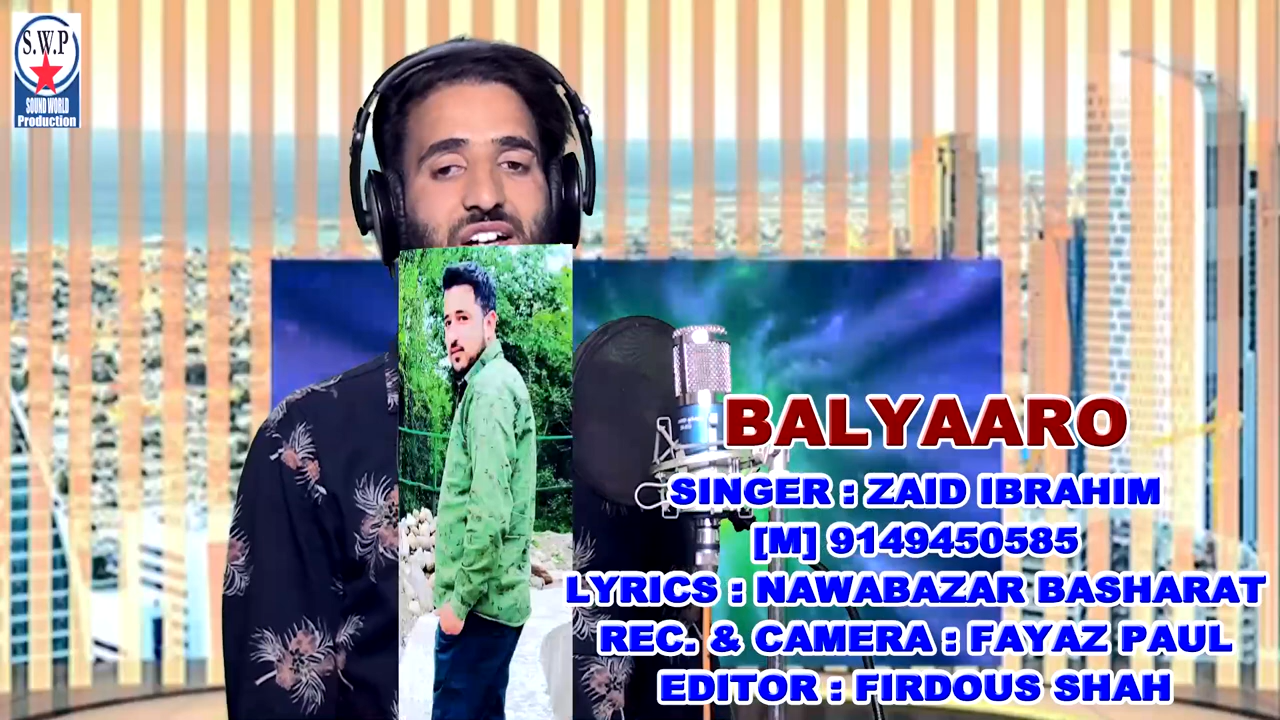 S.W.P
SOUND WORLD
Production
BALYAARO
SINGER : ZAID IBRAHIM
[M] 9149450585
LYRICS : NAWABAZAR BASHARAT
REC. & CAMERA : FAYAZ PAUL
EDITOR : FIRDOUS SHAH